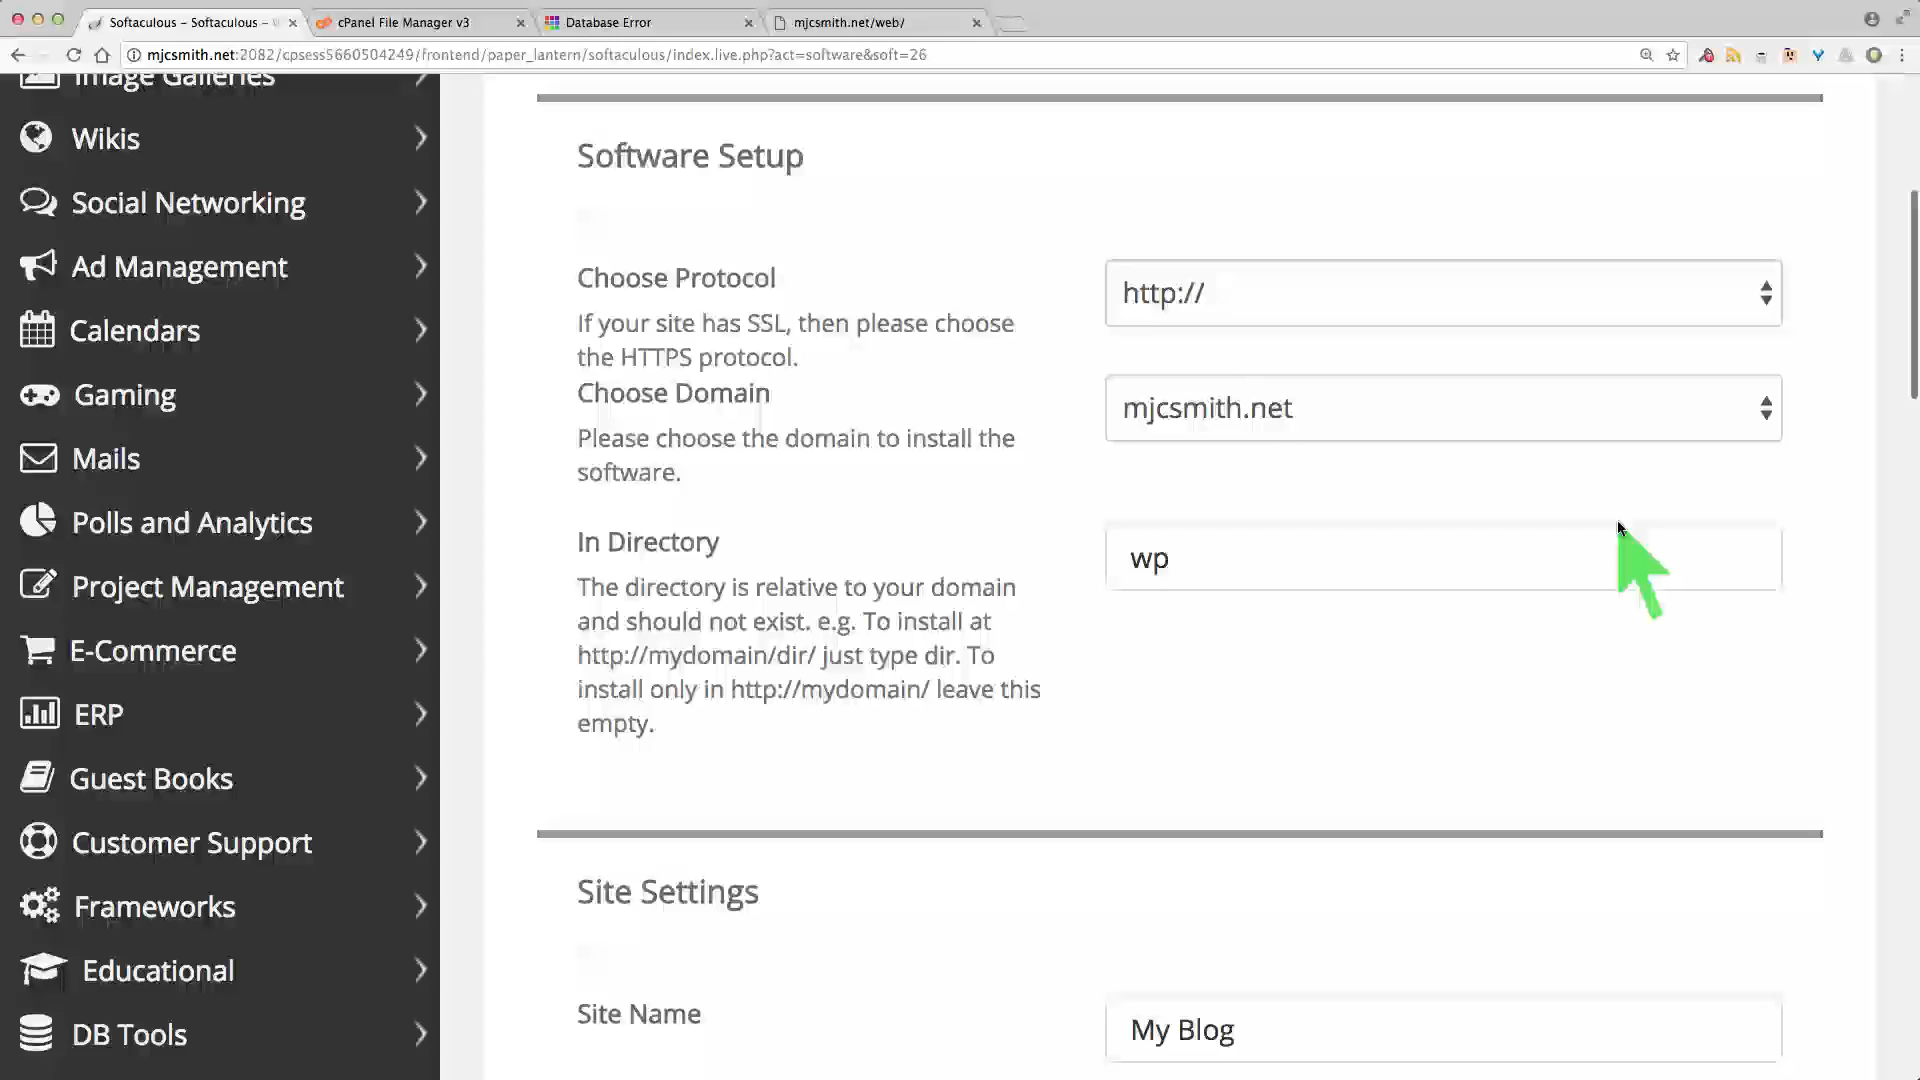 Softaculous – Softaculous –
cPanel File Manager v3
Database Error
mjcsmith.net/web/
mjcsmith.net:2082/cpsess5660504249/frontend/paper_lantern/softaculous/index.live.php?act=software&soft=26
Image Galleries
Wikis
Social Networking
Ad Management
Calendars
Gaming
Mails
Polls and Analytics
Project Management
E-Commerce
ERP
Guest Books
Customer Support
Frameworks
Educational
DB Tools
Software Setup
Choose Protocol
http://
If your site has SSL, then please choose
the HTTPS protocol.
Choose Domain
mjcsmith.net
Please choose the domain to install the
software.
In Directory
wp
The directory is relative to your domain
and should not exist. e.g. To install at
http://mydomain/dir/ just type dir. To
install only in http://mydomain/ leave this
empty.
Site Settings
Site Name
My Blog